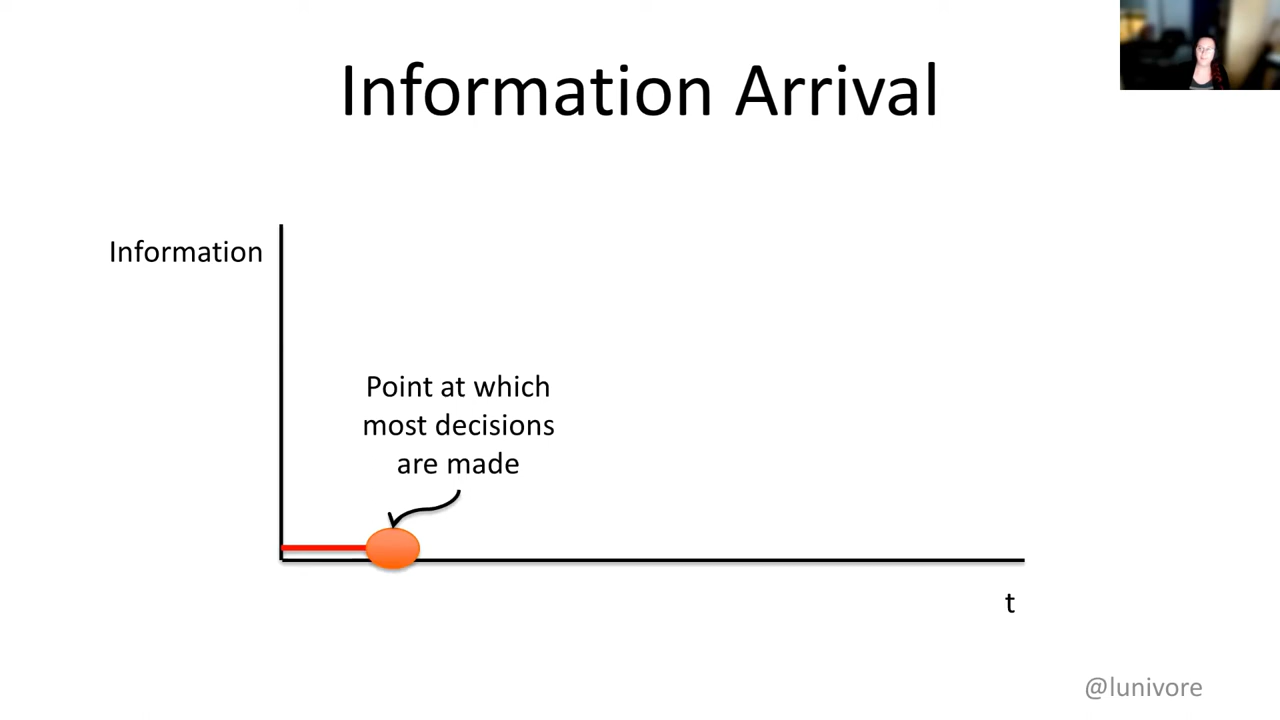 Information Arrival
Information
Point at which
most decisions
are made
t
@lunivore